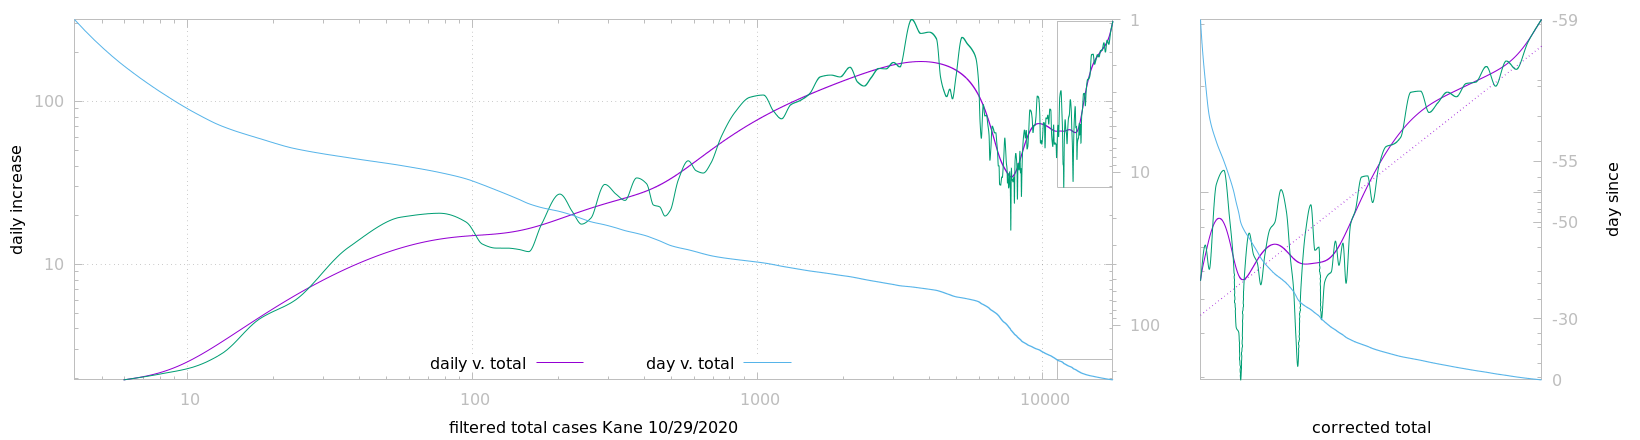 1
-59
100
10
-55
-50
10
daily increase
day since
100
-30
daily v. total
day v. total
0
10
100
1000
10000
filtered total cases Kane 10/29/2020
corrected total